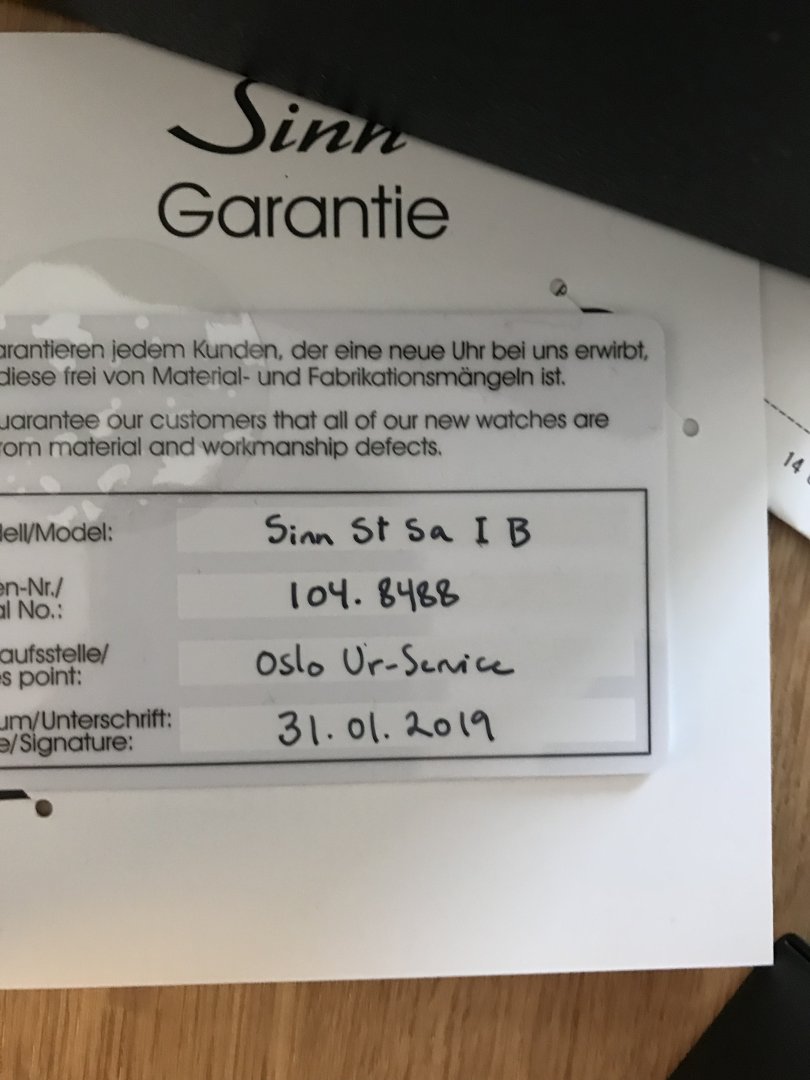 Sinn
Garantie
arantieren jedem Kunden, der eine neue Uhr bei uns erwirbt,
diese frei von Material- und Fabrikationsmängeln ist.
uarantee our customers that all of our new watches are
rom material and workmanship defects.
dell/Model: Sinn St Sa I B
en-Nr./
al No.: 104.8488
aufsstelle/
s point: Oslo Ur-Service
um/Unterschrift:
e/Signature: 31.01.2019
14